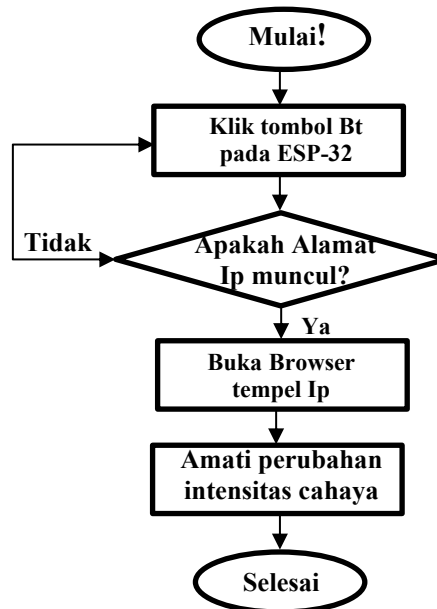 Mulai!
Klik tombol Bt
pada ESP-32
Tidak
Apakah Alamat
Ip muncul?
Ya
Buka Browser
tempel Ip
Amati perubahan
intensitas cahaya
Selesai